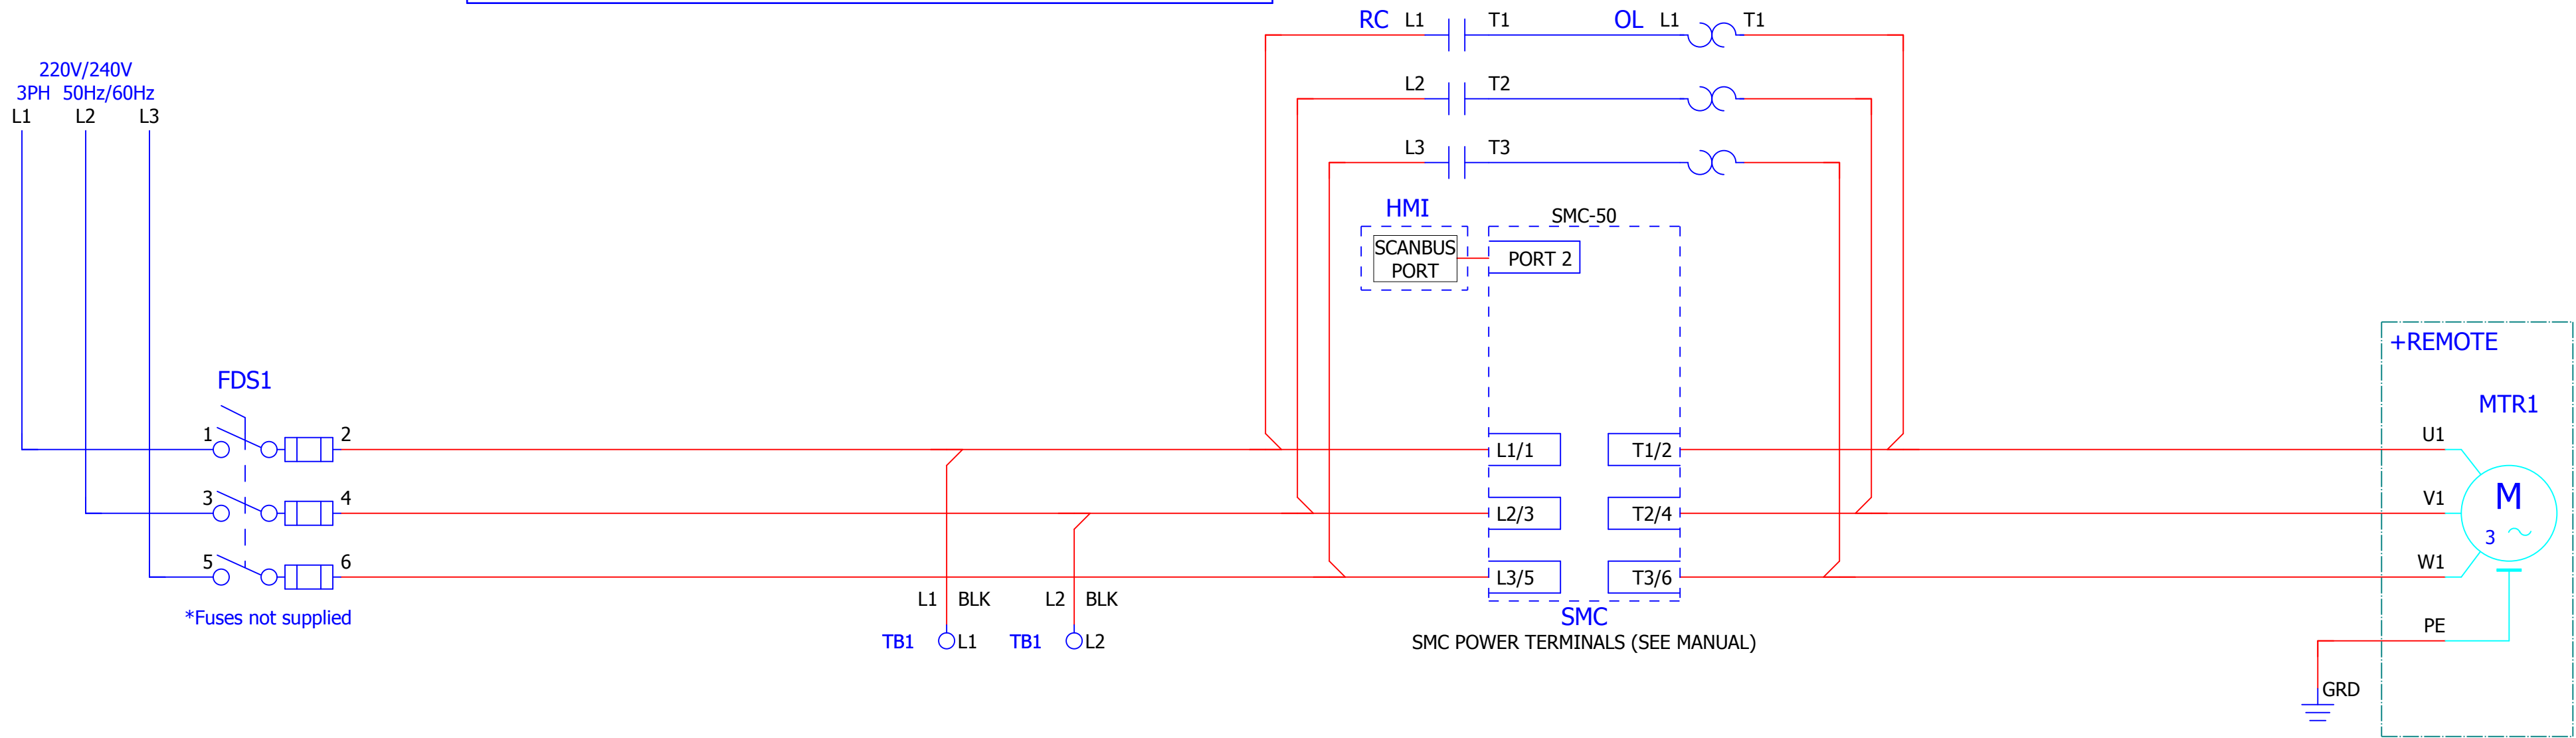 RC L1 T1 OL L1 T1
220V/240V
3PH 50Hz/60Hz
L1 L2 L3
L2 T2
L3 T3
HMI
SCANBUS
PORT
SMC-50
PORT 2
+REMOTE
MTR1
FDS1
1 2
L1/1 T1/2
U1
3 4
L2/3 T2/4
V1
M
3
5 6
L3/5 T3/6
W1
*Fuses not supplied
L1 BLK L2 BLK
TB1 L1 TB1 L2
SMC
SMC POWER TERMINALS (SEE MANUAL)
PE
GRD